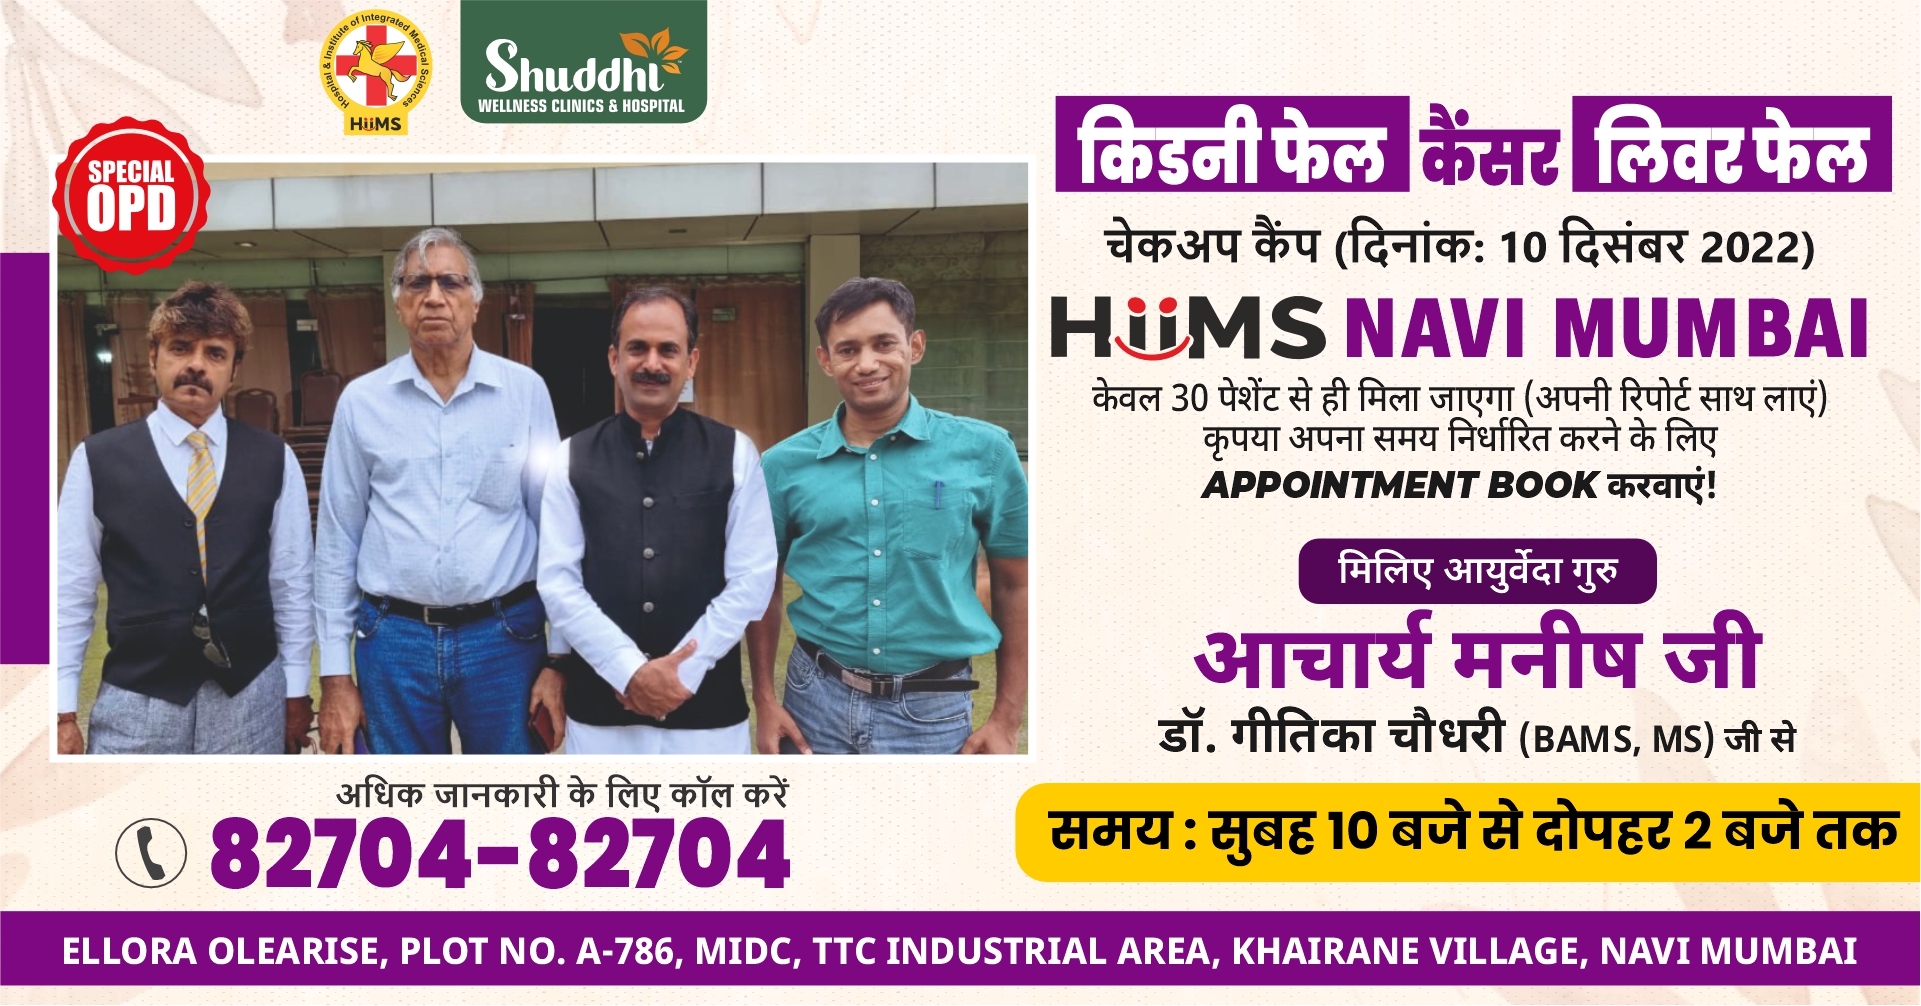 Hospital & Institute of Integrated Medical Sciences
HiiMS
Shuddhi
WELLNESS CLINICS & HOSPITAL
SPECIAL
OPD
किडनी फेल कैंसर लिवर फेल
चेकअप कैंप (दिनांक: 10 दिसंबर 2022)
HiiMS NAVI MUMBAI
केवल 30 पेशेंट से ही मिला जाएगा (अपनी रिपोर्ट साथ लाएं)
कृपया अपना समय निर्धारित करने के लिए
APPOINTMENT BOOK करवाएं!
मिलिए आयुर्वेदा गुरु
आचार्य मनीष जी
डॉ. गीतिका चौधरी (BAMS, MS) जी से
समय : सुबह 10 बजे से दोपहर 2 बजे तक
अधिक जानकारी के लिए कॉल करें
82704-82704
ELLORA OLEARISE, PLOT NO. A-786, MIDC, TTC INDUSTRIAL AREA, KHAIRANE VILLAGE, NAVI MUMBAI